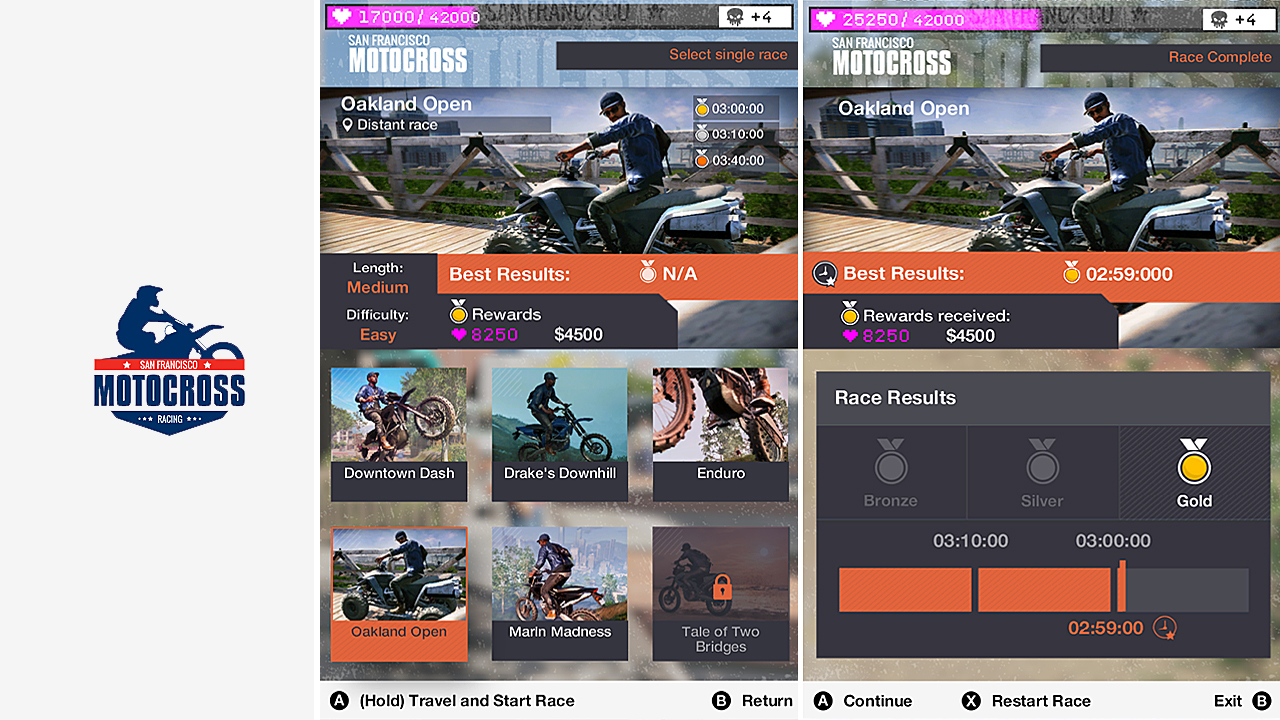 SAN FRANCISCO
MOTOCROSS
RACING
17000/ 42000
+4
SAN FRANCISCO
MOTOCROSS
Select single race
Oakland Open
Distant race
03:00:00
03:10:00
03:40:00
Length:
Medium
Difficulty:
Easy
Best Results:
N/A
Rewards
8250
$4500
Downtown Dash
Drake's Downhill
Enduro
Oakland Open
Marin Madness
Tale of Two
Bridges
A (Hold) Travel and Start Race
B Return
25250/ 42000
+4
SAN FRANCISCO
MOTOCROSS
Race Complete
Oakland Open
Best Results:
02:59:000
Rewards received:
8250
$4500
Race Results
Bronze
Silver
Gold
03:10:00
03:00:00
02:59:00
A Continue
X Restart Race
Exit B